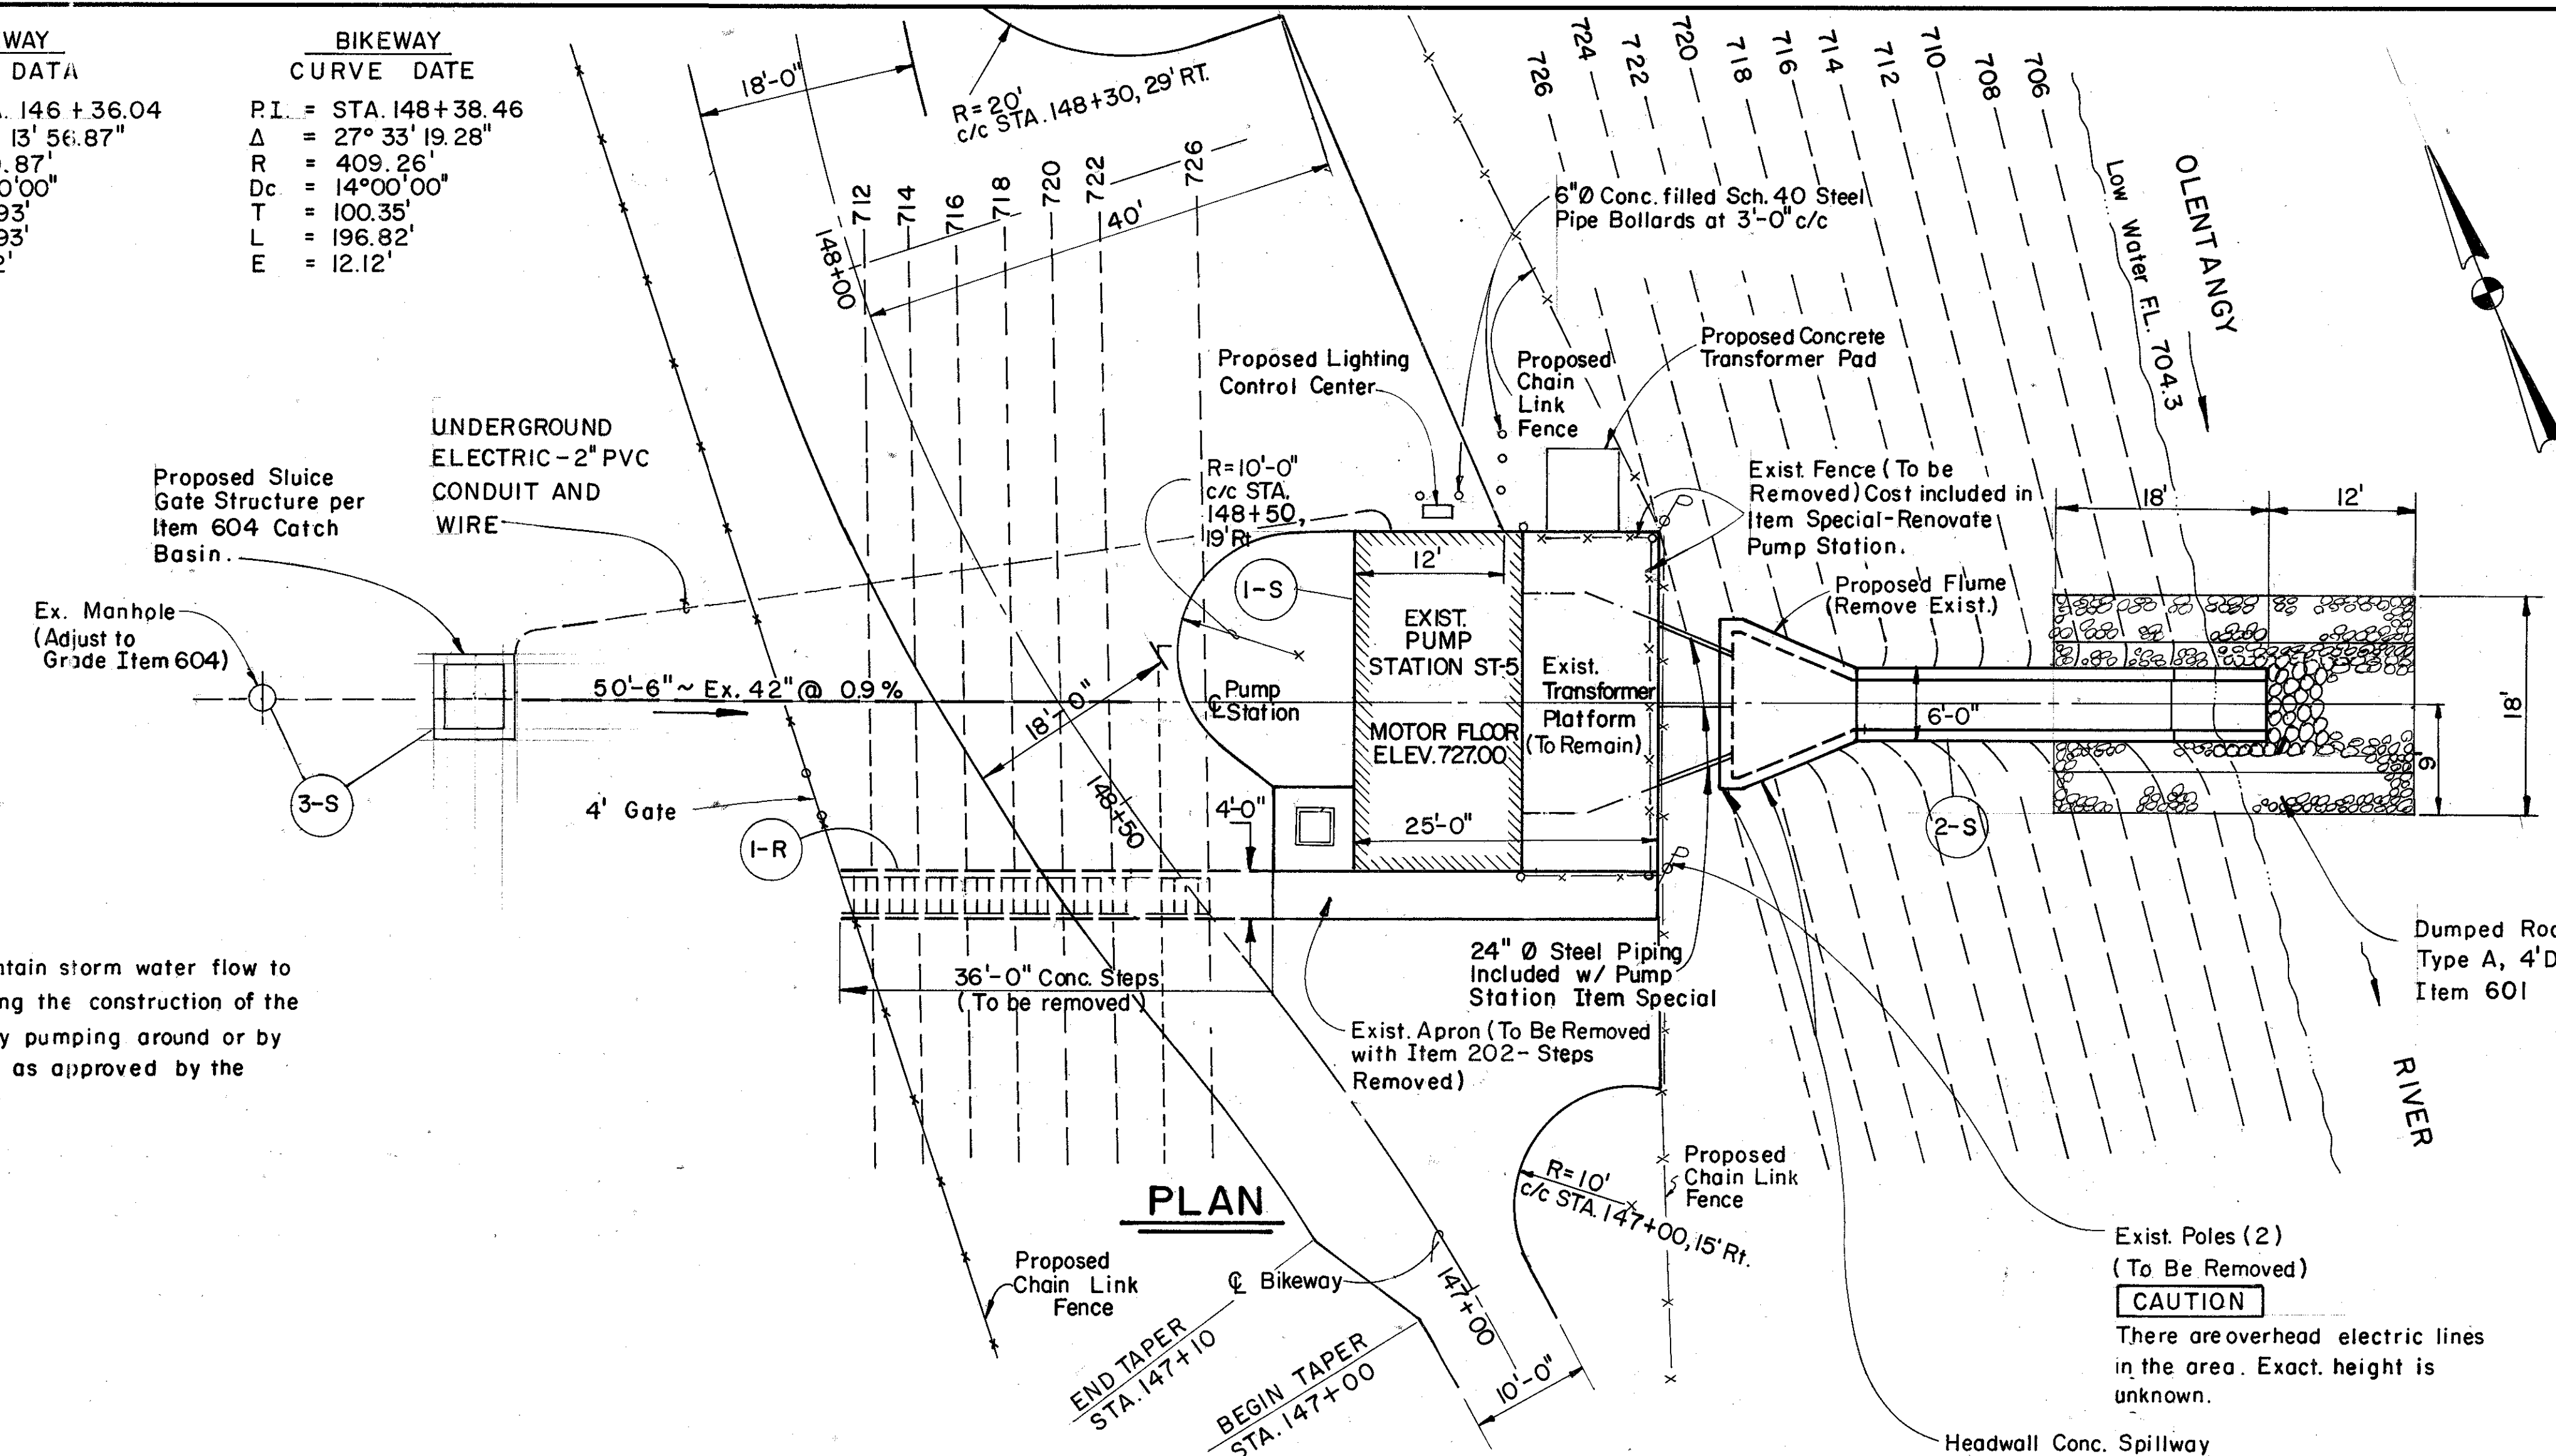 WAY
DATA
. 146 + 36.04
13' 56.87"
.87'
0'00"
93'
93'
2'
BIKEWAY
CURVE DATE
P.I. = STA. 148+38.46
Δ = 27° 33' 19.28"
R = 409.26'
Dc = 14°00'00"
T = 100.35'
L = 196.82'
E = 12.12'
18'-0"
R=20'
c/c STA. 148+30, 29' RT.
712
714
716
718
720
722
726
40'
148+00
726
724
722
720
718
716
714
712
710
708
706
OLENTANGY
Low Water F.L. 704.3
6"Ø Conc. filled Sch. 40 Steel
Pipe Bollards at 3'-0" c/c
Proposed Lighting
Control Center
Proposed
Chain
Link
Fence
Proposed Concrete
Transformer Pad
UNDERGROUND
ELECTRIC-2" PVC
CONDUIT AND
WIRE
Proposed Sluice
Gate Structure per
Item 604 Catch
Basin.
Ex. Manhole
(Adjust to
Grade Item 604)
R=10'-0"
c/c STA.
148+50,
19' Rt
1-S
12'
EXIST.
PUMP
STATION ST-5
MOTOR FLOOR
ELEV. 727.00
Exist.
Transformer
Platform
(To Remain)
25'-0"
Exist. Fence (To be
Removed) Cost included in
Item Special-Renovate
Pump Station.
Proposed Flume
(Remove Exist.)
18'
12'
18'
9'
6'-0"
2-S
50'-6" ~ Ex. 42" @ 0.9%
18'-0"
℄ Pump
Station
3-S
4' Gate
1-R
148+50
4'-0"
36'-0" Conc. Steps
(To be removed)
24" Ø Steel Piping
Included w/ Pump
Station Item Special
Exist. Apron (To Be Removed
with Item 202- Steps
Removed)
ntain storm water flow to
ing the construction of the
y pumping around or by
as approved by the
Dumped Roc
Type A, 4'D
Item 601
RIVER
PLAN
Proposed
Chain Link
Fence
℄ Bikeway
END TAPER
STA. 147+10
BEGIN TAPER
STA. 147+00
147+00
10'-0"
R=10'
c/c STA. 147+00, 15' Rt.
Proposed
Chain Link
Fence
Exist. Poles (2)
(To Be Removed)
CAUTION
There are overhead electric lines
in the area. Exact. height is
unknown.
Headwall Conc. Spillway